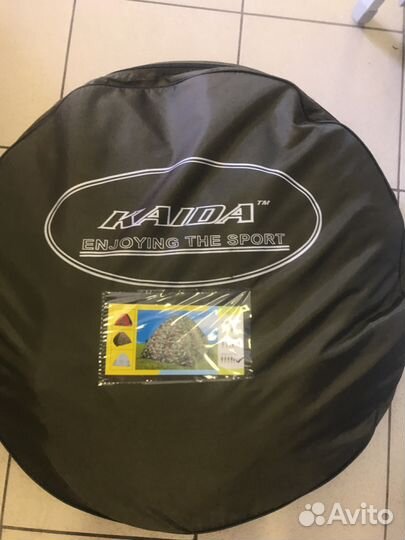 KAIDA™
ENJOYING THE SPORT
Avito